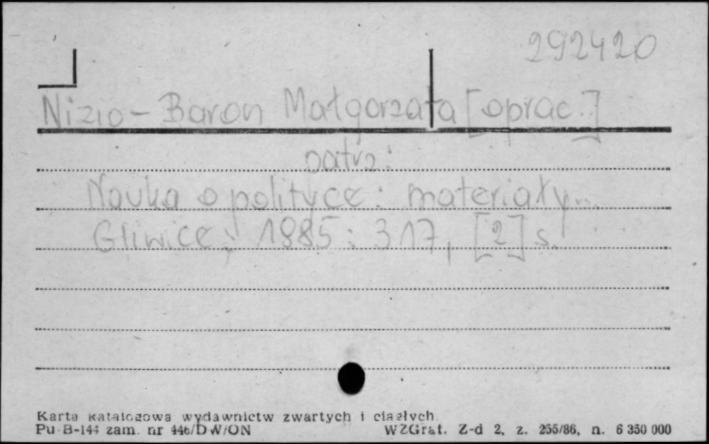 292420
Nizio-Baron Małgorzata [oprac.]
patrz:
Nauka o polityce: materiały...
Gliwice, 1985: 317, [2] s.
Karta katalogowa wydawnictw zwartych i ciągłych
Pu B-144 zam. nr 446/DW/ON WZGraf. Z-d 2, z. 255/86, n. 6 350 000